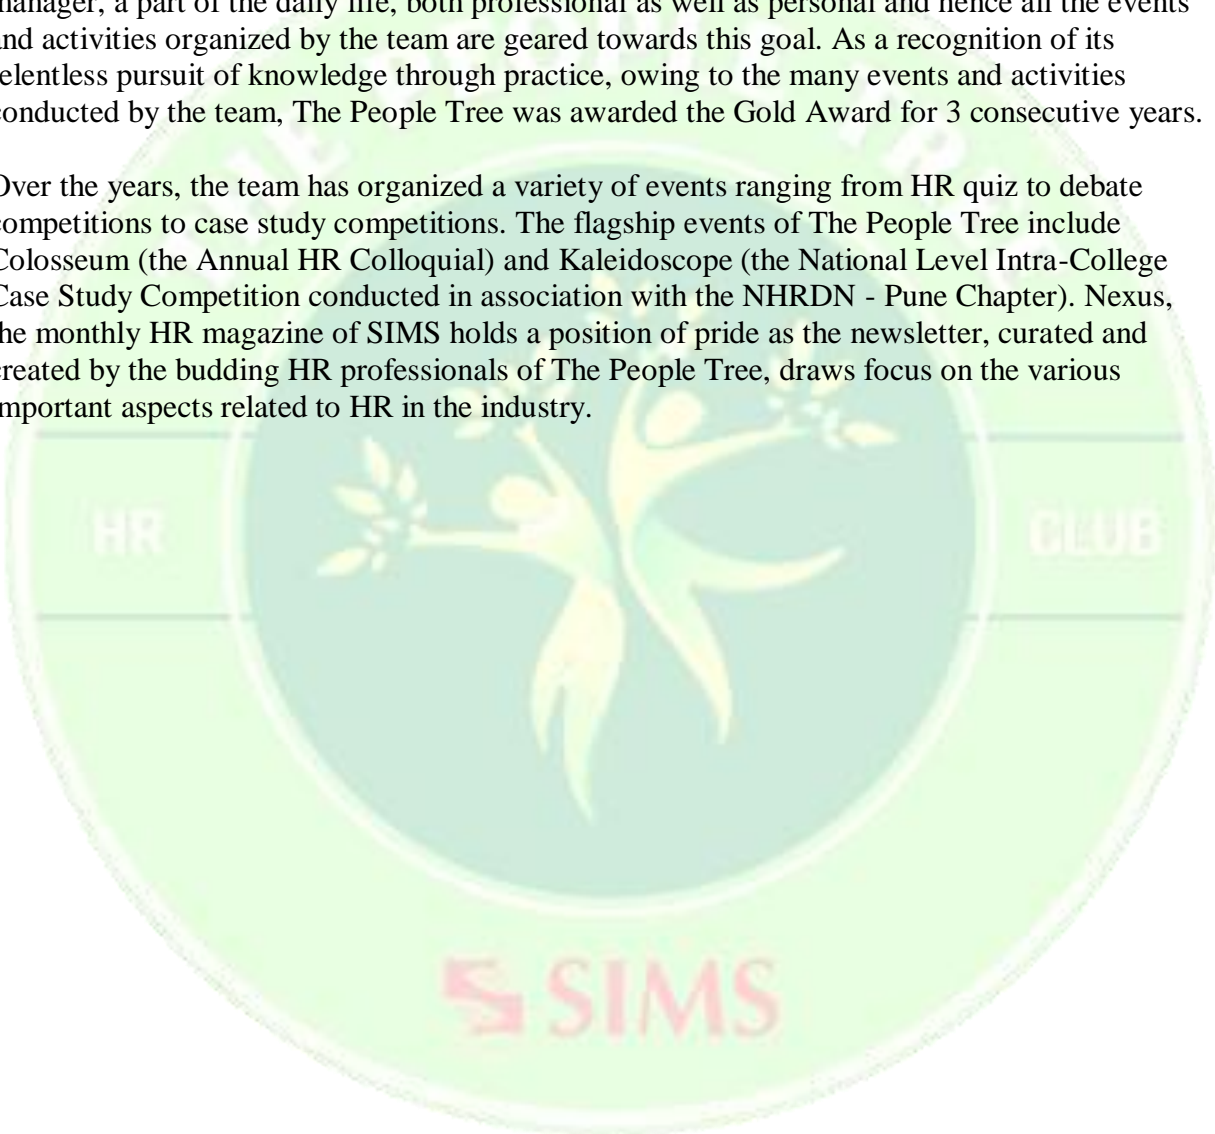 manager, a part of the daily life, both professional as well as personal and hence all the events
and activities organized by the team are geared towards this goal. As a recognition of its
relentless pursuit of knowledge through practice, owing to the many events and activities
conducted by the team, The People Tree was awarded the Gold Award for 3 consecutive years.
Over the years, the team has organized a variety of events ranging from HR quiz to debate
competitions to case study competitions. The flagship events of The People Tree include
Colosseum (the Annual HR Colloquial) and Kaleidoscope (the National Level Intra-College
Case Study Competition conducted in association with the NHRDN - Pune Chapter). Nexus,
the monthly HR magazine of SIMS holds a position of pride as the newsletter, curated and
created by the budding HR professionals of The People Tree, draws focus on the various
important aspects related to HR in the industry.
THE PEOPLE TREE
HR
CLUB
SIMS